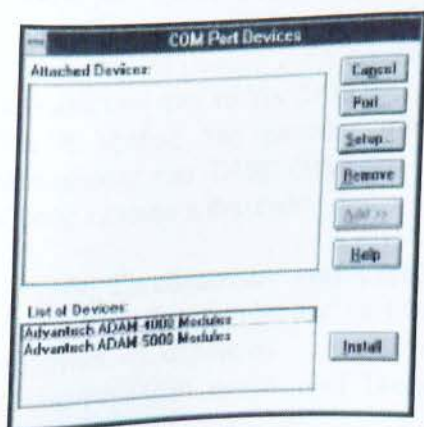 COM Port Devices
Attached Devices:
Cancel
Port...
Setup...
Remove
Add >>
Help
List of Devices:
Advantech ADAM-4000 Modules
Advantech ADAM-5000 Modules
Install